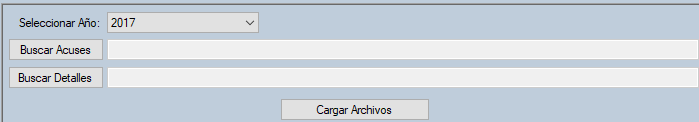 Seleccionar Año: 2017
Buscar Acuses
Buscar Detalles
Cargar Archivos